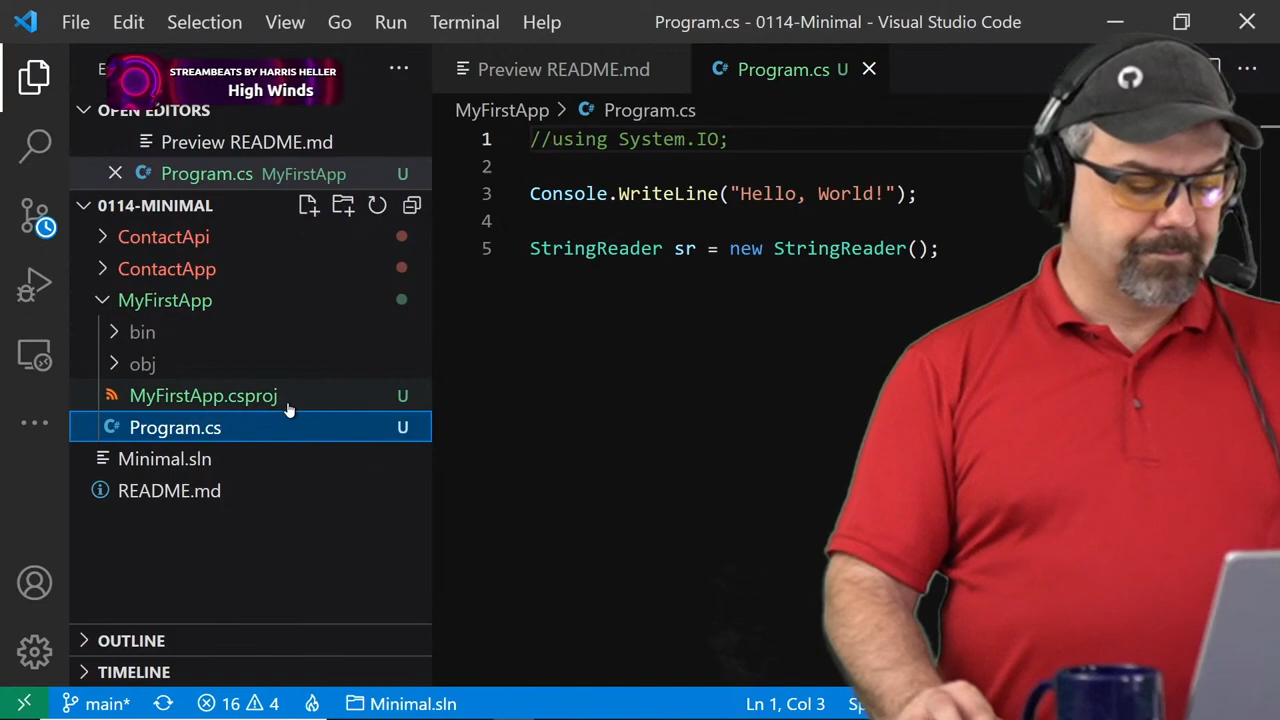 File Edit Selection View Go Run Terminal Help Program.cs - 0114-Minimal - Visual Studio Code
STREAMBEATS BY HARRIS HELLER
High Winds
OPEN EDITORS
Preview README.md
Program.cs MyFirstApp U
0114-MINIMAL
ContactApi
ContactApp
MyFirstApp
bin
obj
MyFirstApp.csproj U
Program.cs U
Minimal.sln
README.md
OUTLINE
TIMELINE
Preview README.md Program.cs U
MyFirstApp > Program.cs
1 //using System.IO;
2
3 Console.WriteLine("Hello, World!");
4
5 StringReader sr = new StringReader();
main* 16 4 Minimal.sln Ln 1, Col 3